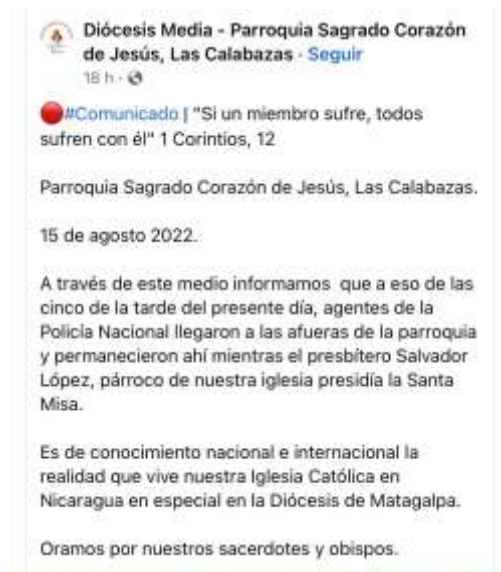 Diócesis Media - Parroquia Sagrado Corazón
de Jesús, Las Calabazas · Seguir
18 h ·
#Comunicado | "Si un miembro sufre, todos
sufren con él" 1 Corintios, 12
Parroquia Sagrado Corazón de Jesús, Las Calabazas.
15 de agosto 2022.
A través de este medio informamos que a eso de las
cinco de la tarde del presente día, agentes de la
Policía Nacional llegaron a las afueras de la parroquia
y permanecieron ahí mientras el presbítero Salvador
López, párroco de nuestra iglesia presidía la Santa
Misa.
Es de conocimiento nacional e internacional la
realidad que vive nuestra Iglesia Católica en
Nicaragua en especial en la Diócesis de Matagalpa.
Oramos por nuestros sacerdotes y obispos.